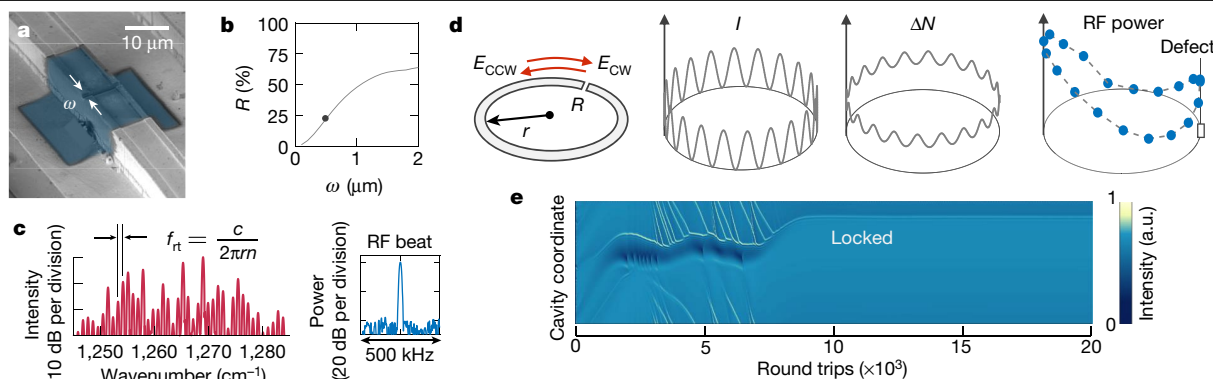 a
10 μm
ω
b
100
75
50
25
0
R (%)
0
1
2
ω (μm)
c
f_rt = c / 2πrn
Intensity
(10 dB per division)
1,250
1,260
1,270
1,280
Wavenumber (cm⁻¹)
RF beat
Power
(20 dB per division)
500 kHz
d
E_CCW
E_CW
R
r
I
ΔN
RF power
Defect
e
Cavity coordinate
Locked
0
5
10
15
20
Round trips (×10³)
1
0
Intensity (a.u.)